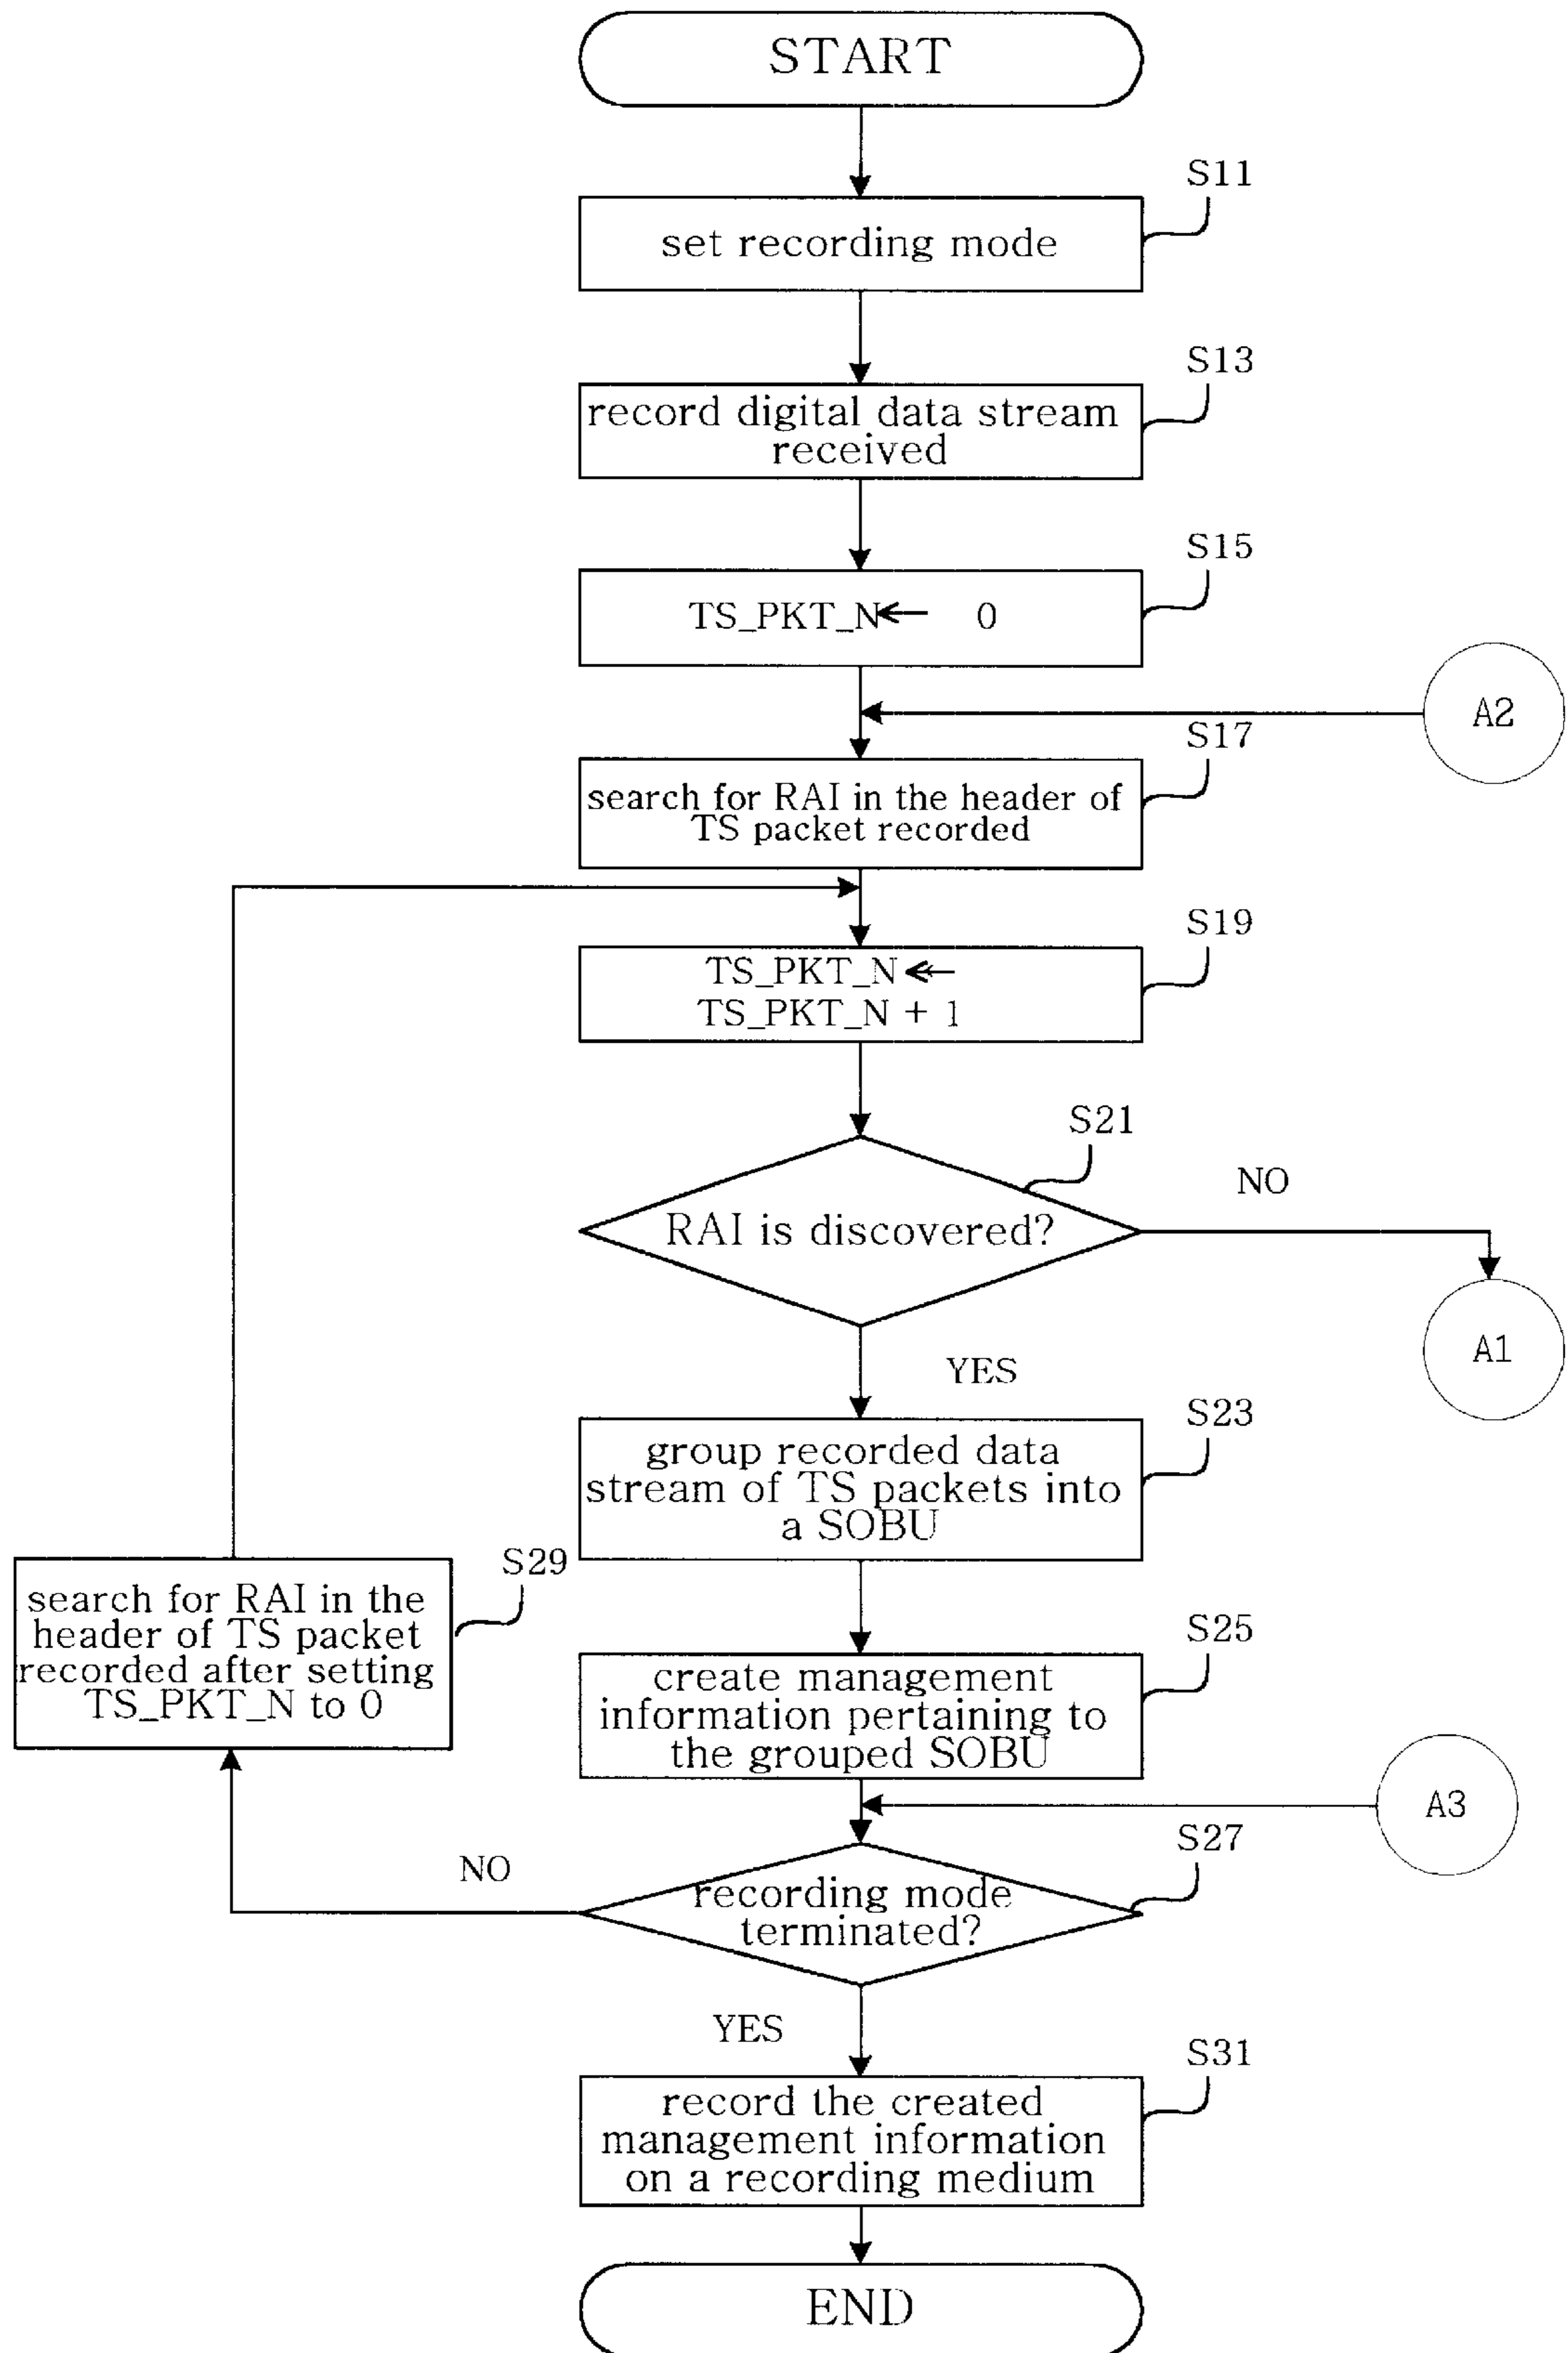 START
S11
set recording mode
S13
record digital data stream
received
S15
TS_PKT_N← 0
A2
S17
search for RAI in the header of
TS packet recorded
S19
TS_PKT_N ←
TS_PKT_N + 1
S21
NO
RAI is discovered?
A1
YES
S23
group recorded data
stream of TS packets into
a SOBU
S29
search for RAI in the
header of TS packet
recorded after setting
TS_PKT_N to 0
S25
create management
information pertaining to
the grouped SOBU
A3
S27
NO
recording mode
terminated?
YES
S31
record the created
management information
on a recording medium
END